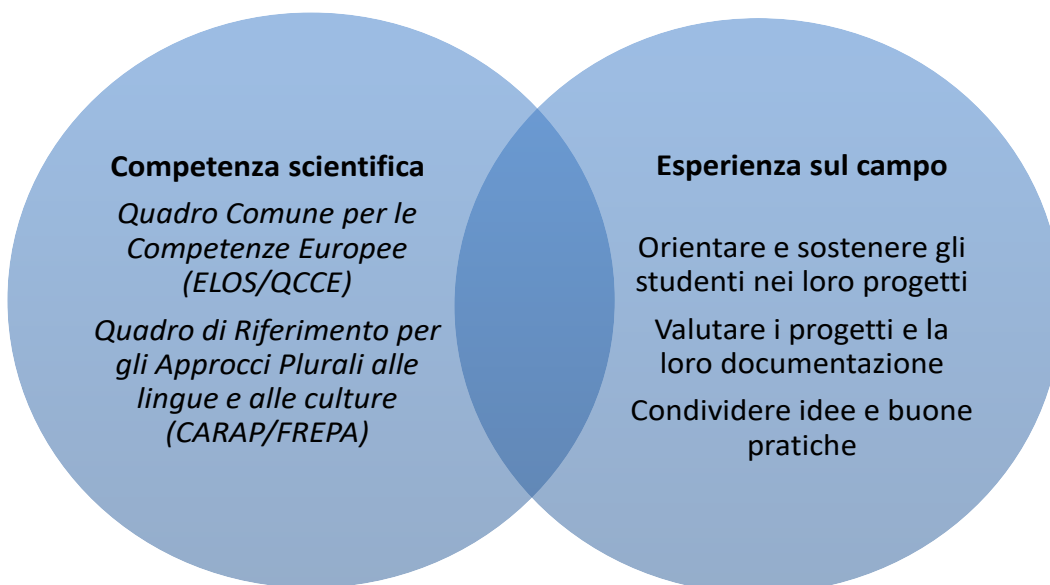 Competenza scientifica
Quadro Comune per le
Competenze Europee
(ELOS/QCCE)
Quadro di Riferimento per
gli Approcci Plurali alle
lingue e alle culture
(CARAP/FREPA)
Esperienza sul campo
Orientare e sostenere gli
studenti nei loro progetti
Valutare i progetti e la
loro documentazione
Condividere idee e buone
pratiche